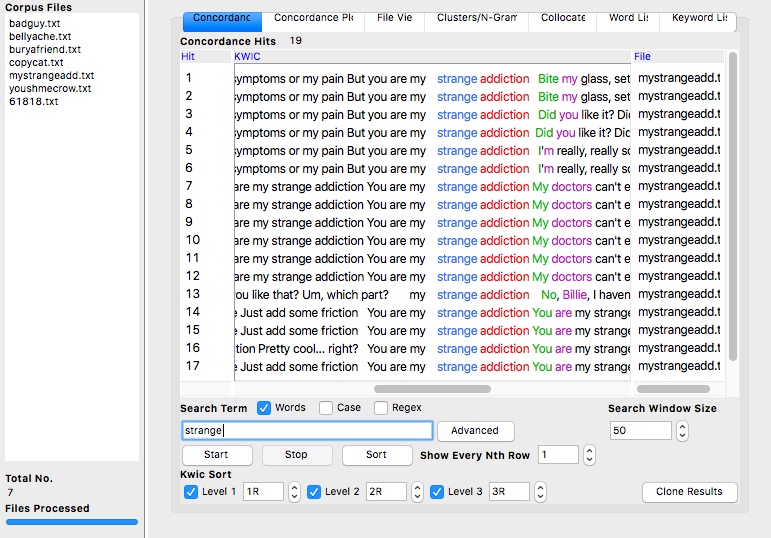 Corpus Files
badguy.txt
bellyache.txt
buryafriend.txt
copycat.txt
mystrangeadd.txt
youshmecrow.txt
61818.txt
Total No.
7
Files Processed
Concordanc Concordance Plo File Vie Clusters/N-Gram Collocate Word Lis Keyword Lis
Concordance Hits 19
Hit KWIC File
1 symptoms or my pain But you are my strange addiction Bite my glass, set mystrangeadd.t
2 symptoms or my pain But you are my strange addiction Bite my glass, set mystrangeadd.t
3 symptoms or my pain But you are my strange addiction Did you like it? Did mystrangeadd.t
4 symptoms or my pain But you are my strange addiction Did you like it? Did mystrangeadd.t
5 symptoms or my pain But you are my strange addiction I'm really, really so mystrangeadd.t
6 symptoms or my pain But you are my strange addiction I'm really, really so mystrangeadd.t
7 are my strange addiction You are my strange addiction My doctors can't e mystrangeadd.t
8 are my strange addiction You are my strange addiction My doctors can't e mystrangeadd.t
9 are my strange addiction You are my strange addiction My doctors can't e mystrangeadd.t
10 are my strange addiction You are my strange addiction My doctors can't e mystrangeadd.t
11 are my strange addiction You are my strange addiction My doctors can't e mystrangeadd.t
12 are my strange addiction You are my strange addiction My doctors can't e mystrangeadd.t
13 ou like that? Um, which part? my strange addiction No, Billie, I haven mystrangeadd.t
14 e Just add some friction You are my strange addiction You are my strange mystrangeadd.t
15 e Just add some friction You are my strange addiction You are my strange mystrangeadd.t
16 tion Pretty cool... right? You are my strange addiction You are my strange mystrangeadd.t
17 e Just add some friction You are my strange addiction You are my strange mystrangeadd.t
Search Term Words Case Regex Search Window Size
strange Advanced 50
Start Stop Sort Show Every Nth Row 1
Kwic Sort
Level 1 1R Level 2 2R Level 3 3R Clone Results